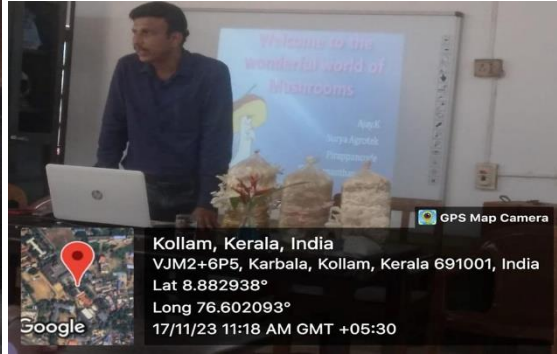 Welcome to the
wonderful world of
Mushrooms
Ajay.K
Surya Agrotek
hp
GPS Map Camera
Kollam, Kerala, India
VJM2+6P5, Karbala, Kollam, Kerala 691001, India
Lat 8.882938°
Long 76.602093°
17/11/23 11:18 AM GMT +05:30
Google